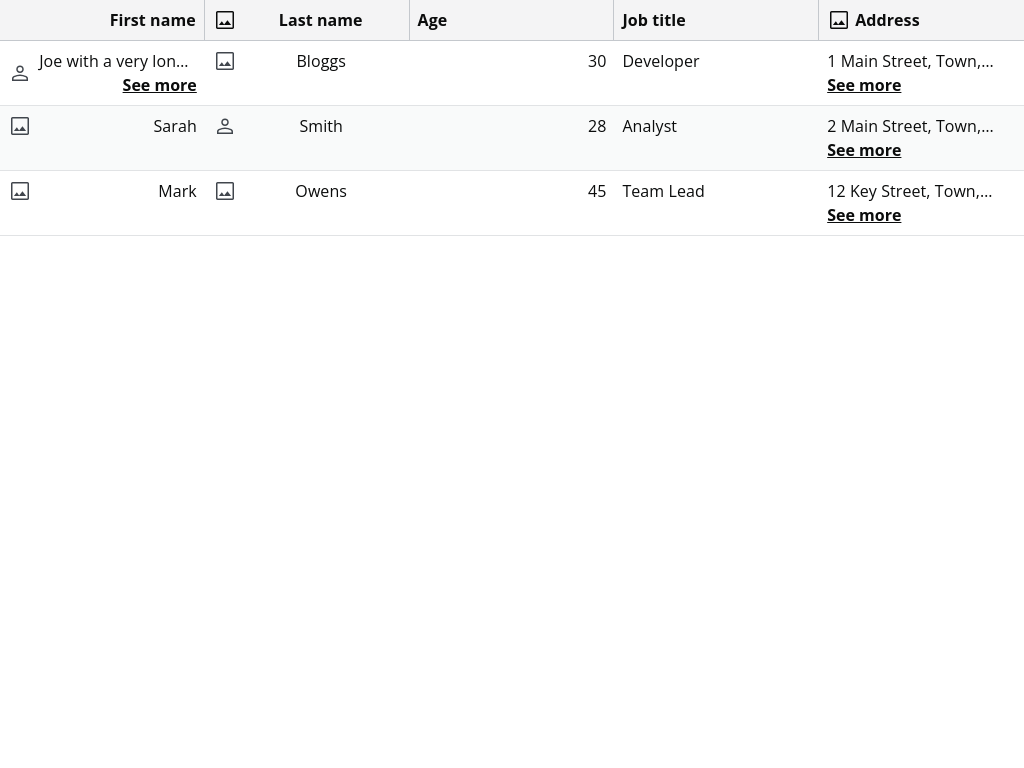 First name Last name Age Job title Address
Joe with a very lon... Bloggs 30 Developer 1 Main Street, Town,...
See more See more
Sarah Smith 28 Analyst 2 Main Street, Town,...
See more
Mark Owens 45 Team Lead 12 Key Street, Town,...
See more